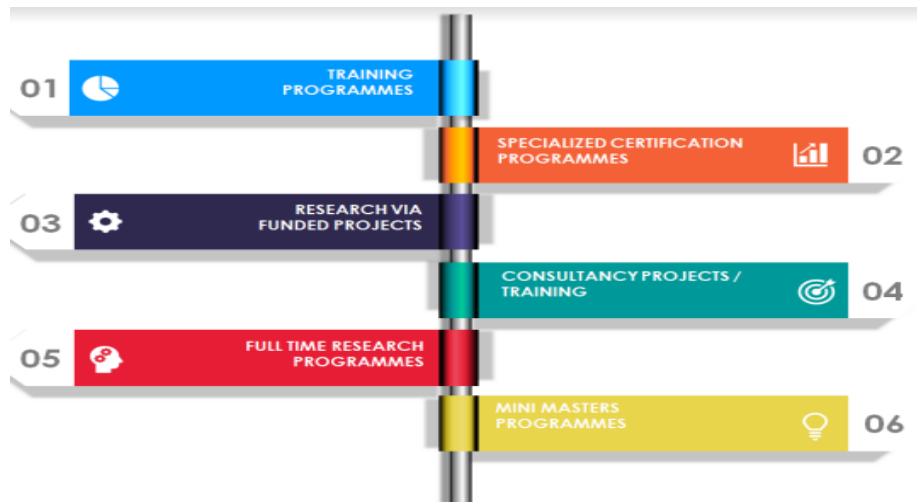 01
TRAINING
PROGRAMMES
SPECIALIZED CERTIFICATION
PROGRAMMES
02
03
RESEARCH VIA
FUNDED PROJECTS
CONSULTANCY PROJECTS /
TRAINING
04
05
FULL TIME RESEARCH
PROGRAMMES
MINI MASTERS
PROGRAMMES
06